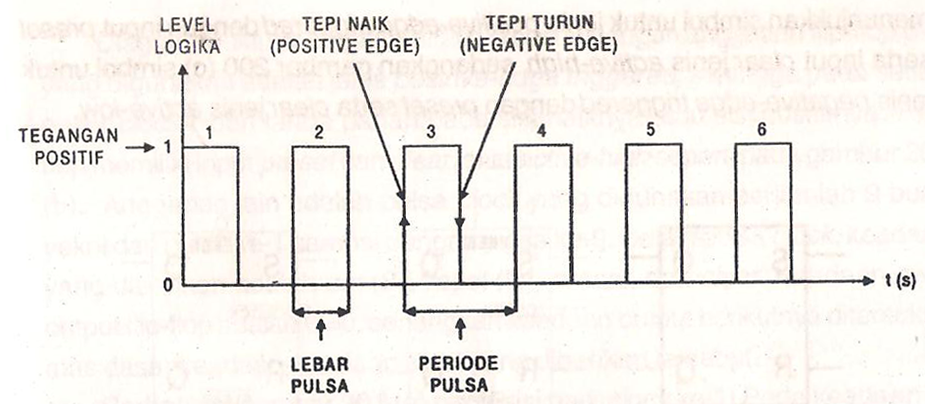 LEVEL
LOGIKA
TEPI NAIK
(POSITIVE EDGE)
TEPI TURUN
(NEGATIVE EDGE)
TEGANGAN
POSITIF
1
1
2
3
4
5
6
0
t (s)
LEBAR
PULSA
PERIODE
PULSA